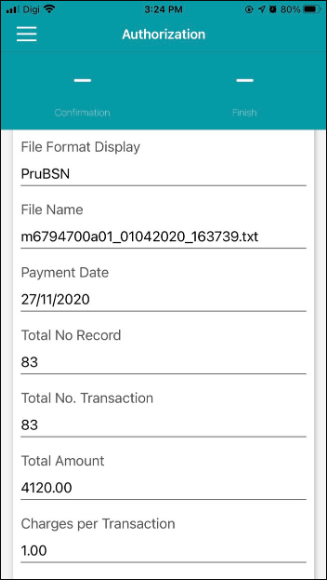 Digi 3:24 PM 80%
Authorization
Confirmation Finish
File Format Display
PruBSN
File Name
m6794700a01_01042020_163739.txt
Payment Date
27/11/2020
Total No Record
83
Total No. Transaction
83
Total Amount
4120.00
Charges per Transaction
1.00